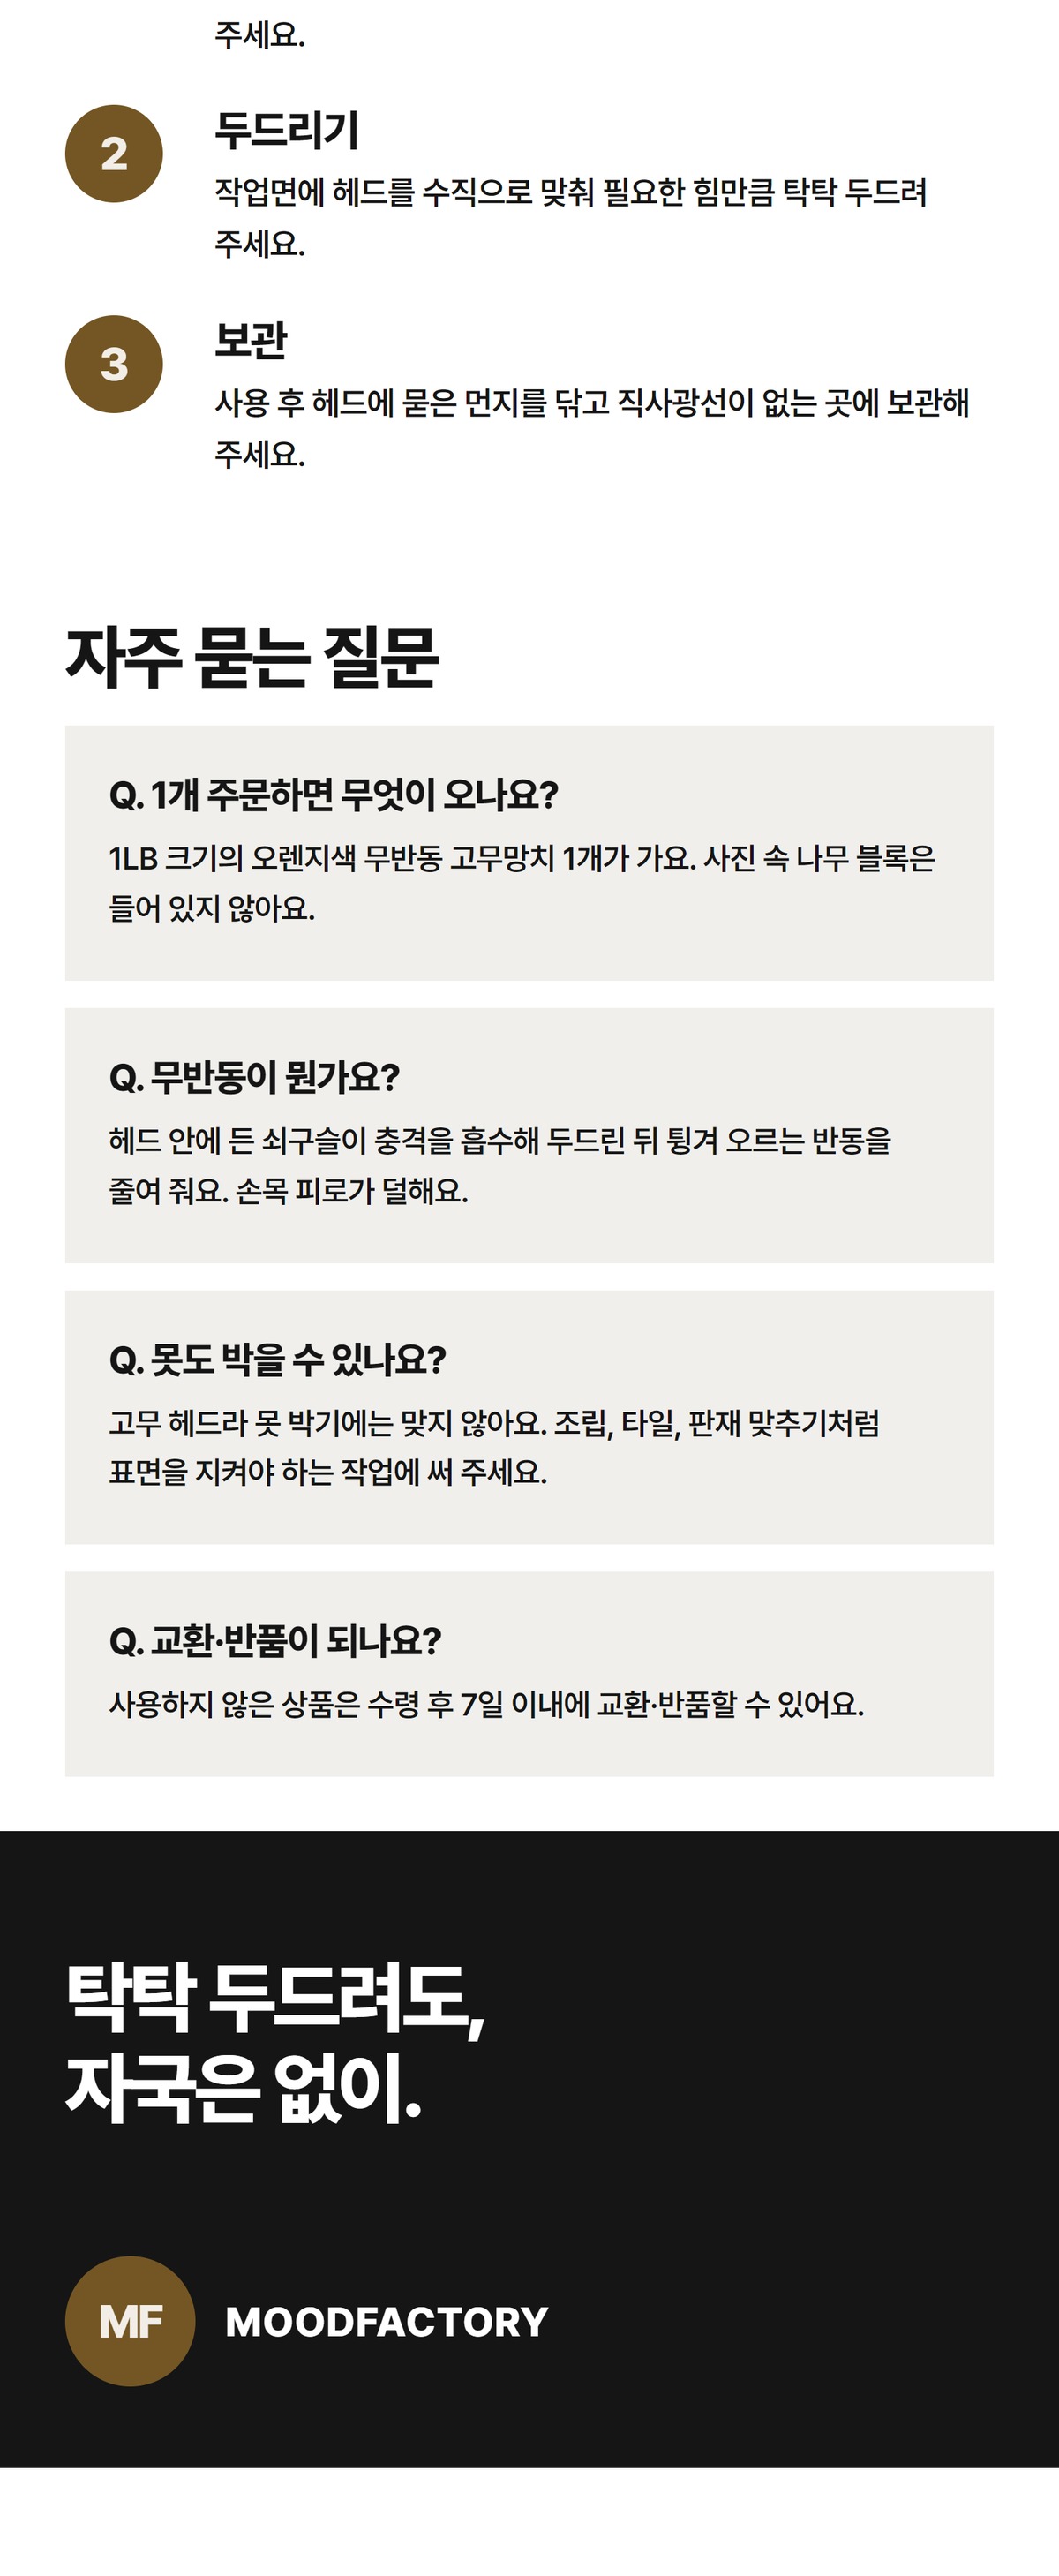 주세요.
2
두드리기
작업면에 헤드를 수직으로 맞춰 필요한 힘만큼 탁탁 두드려
주세요.
3
보관
사용 후 헤드에 묻은 먼지를 닦고 직사광선이 없는 곳에 보관해
주세요.
자주 묻는 질문
Q. 1개 주문하면 무엇이 오나요?
1LB 크기의 오렌지색 무반동 고무망치 1개가 가요. 사진 속 나무 블록은
들어 있지 않아요.
Q. 무반동이 뭔가요?
헤드 안에 든 쇠구슬이 충격을 흡수해 두드린 뒤 튕겨 오르는 반동을
줄여 줘요. 손목 피로가 덜해요.
Q. 못도 박을 수 있나요?
고무 헤드라 못 박기에는 맞지 않아요. 조립, 타일, 판재 맞추기처럼
표면을 지켜야 하는 작업에 써 주세요.
Q. 교환·반품이 되나요?
사용하지 않은 상품은 수령 후 7일 이내에 교환·반품할 수 있어요.
탁탁 두드려도,
자국은 없이.
MF
MOODFACTORY